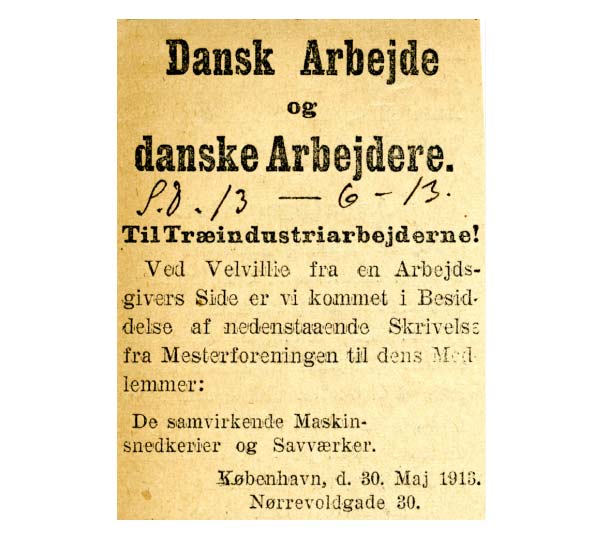 Dansk Arbejde
og
danske Arbejdere.
S.D. 13 — 6 - 13.
Til Træindustriarbejderne!
Ved Velvillie fra en Arbejds-
givers Side er vi kommet i Besid-
delse af nedenstaaende Skrivelse
fra Mesterforeningen til dens Med-
lemmer:
De samvirkende Maskin-
snedkerier og Savværker.
København, d. 30. Maj 1913.
Nørrevoldgade 30.